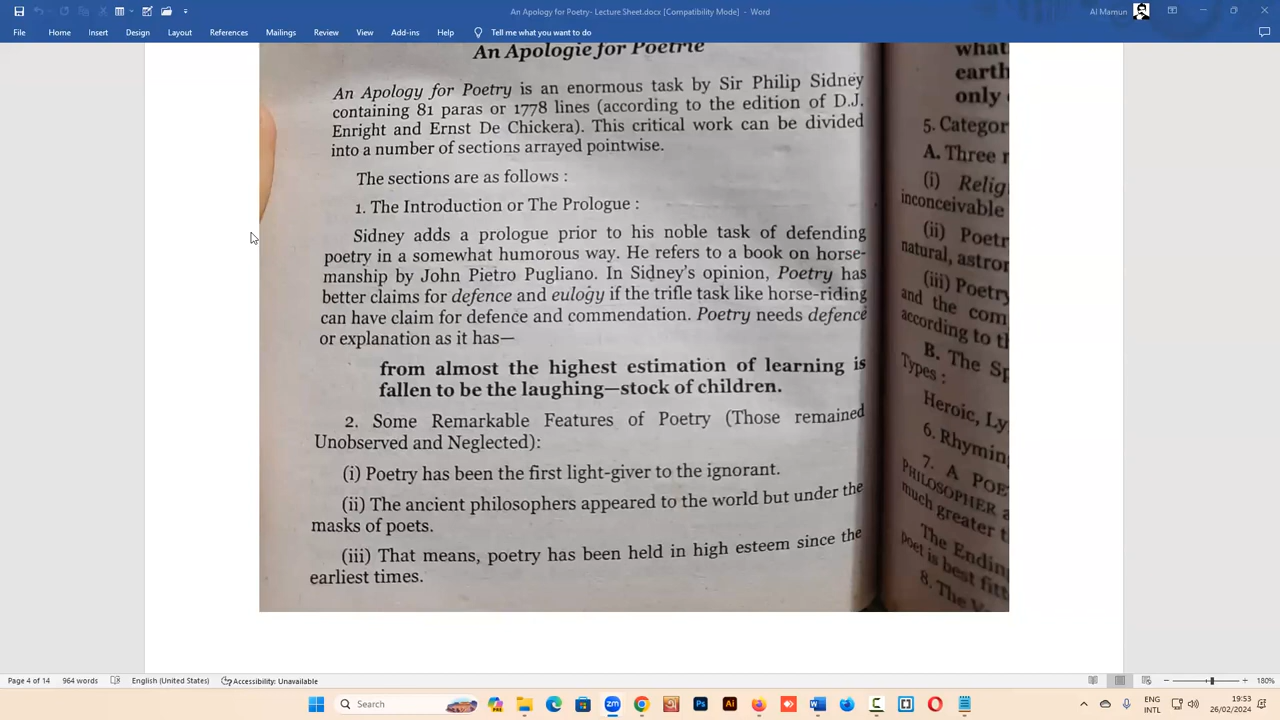 An Apology for Poetry- Lecture Sheet.docx [Compatibility Mode] - Word
Al Mamun
File Home Insert Design Layout References Mailings Review View Add-ins Help Tell me what you want to do
An Apologie for Poetrie
An Apology for Poetry is an enormous task by Sir Philip Sidney
containing 81 paras or 1778 lines (according to the edition of D.J.
Enright and Ernst De Chickera). This critical work can be divided
into a number of sections arrayed pointwise.
The sections are as follows :
1. The Introduction or The Prologue :
Sidney adds a prologue prior to his noble task of defending
poetry in a somewhat humorous way. He refers to a book on horse-
manship by John Pietro Pugliano. In Sidney's opinion, Poetry has
better claims for defence and eulogy if the trifle task like horse-riding
can have claim for defence and commendation. Poetry needs defence
or explanation as it has—
from almost the highest estimation of learning is
fallen to be the laughing—stock of children.
2. Some Remarkable Features of Poetry (Those remained
Unobserved and Neglected):
(i) Poetry has been the first light-giver to the ignorant.
(ii) The ancient philosophers appeared to the world but under the
masks of poets.
(iii) That means, poetry has been held in high esteem since the
earliest times.
what
earth
only
5. Categor
A. Three
(i) Relig
inconceivable
(ii) Poetr
natural, astron
(iii) Poetry
and the com
according to
B. The Sp
Types :
Heroic, Ly
6. Rhyming
7. A POE
PHILOSOPHER
much greater
The Ending
poet is best fitt
8. The
Page 4 of 14 964 words English (United States) Accessibility: Unavailable 180%
Search
ENG
INTL
19:53
26/02/2024